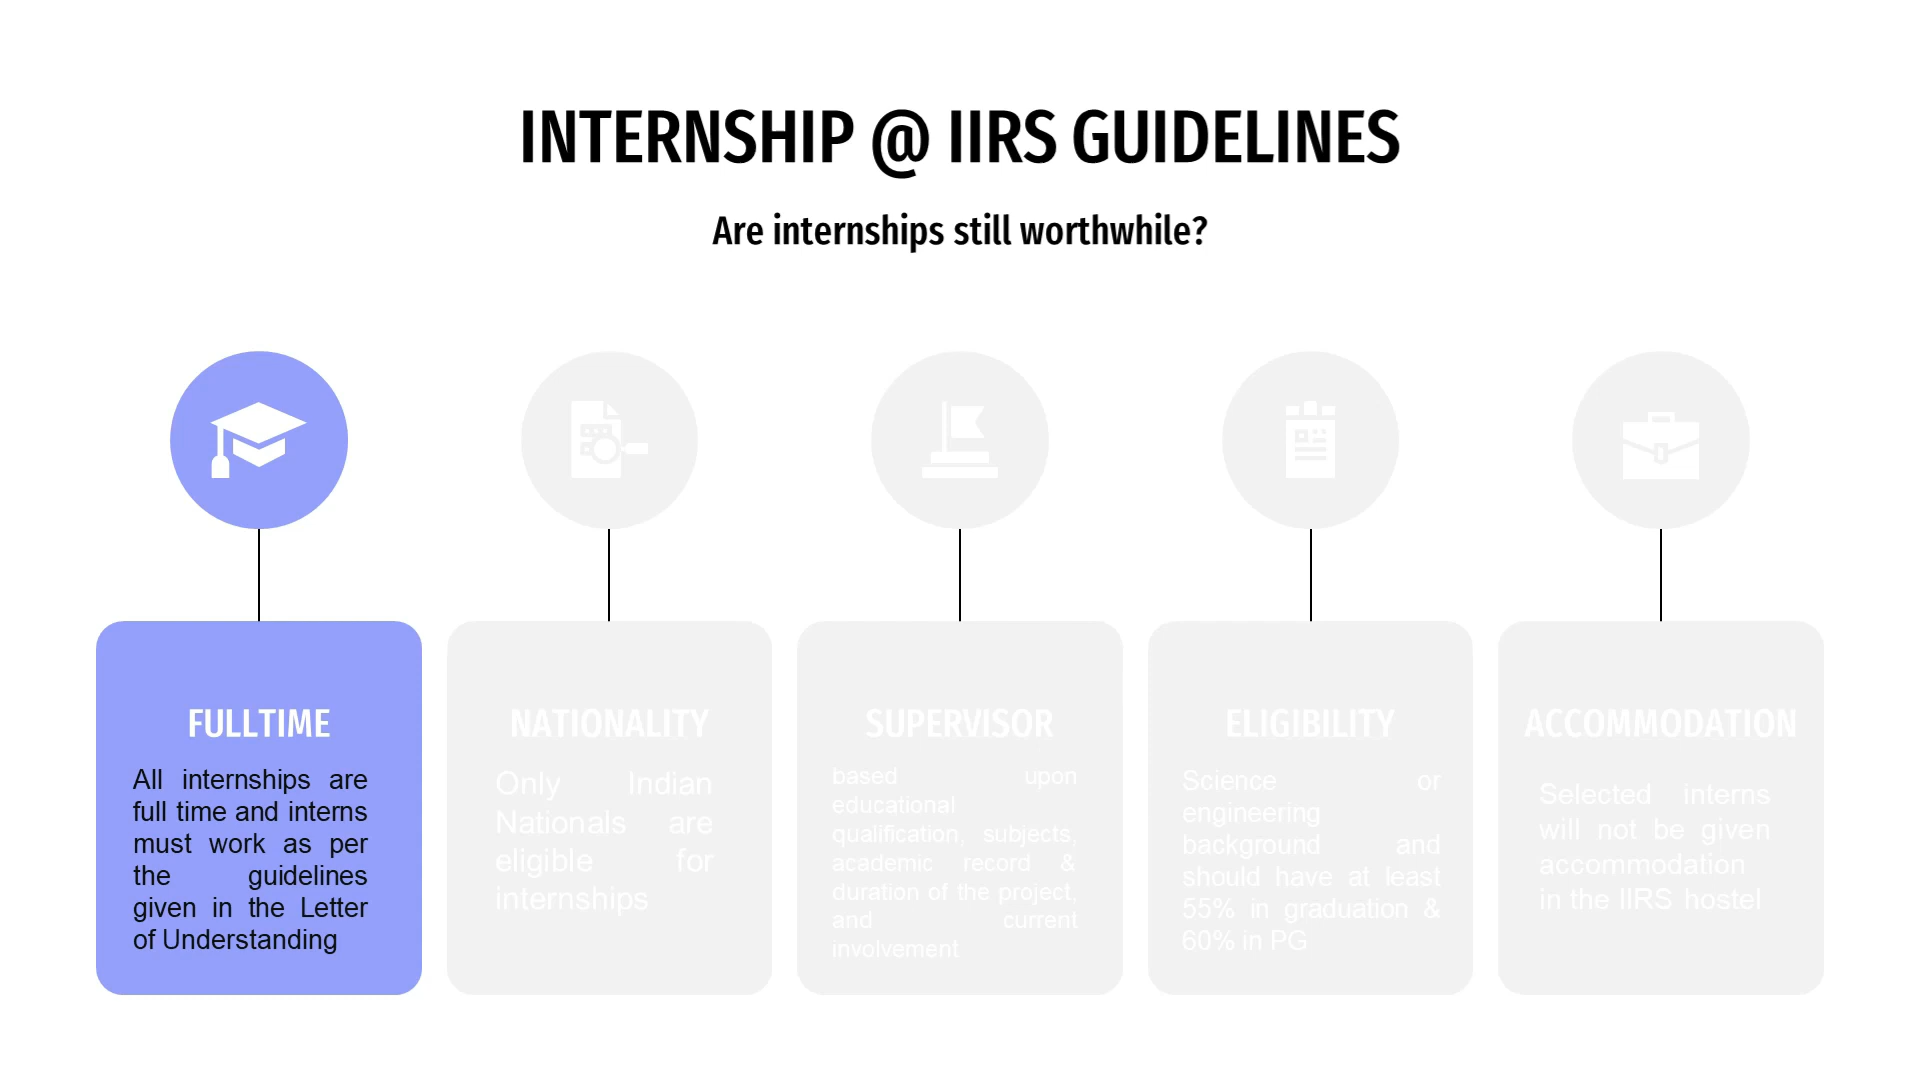 INTERNSHIP @ IIRS GUIDELINES
Are internships still worthwhile?
FULLTIME
All internships are
full time and interns
must work as per
the guidelines
given in the Letter
of Understanding
NATIONALITY
Only Indian
Nationals are
eligible for
internships
SUPERVISOR
based upon
educational
qualification, subjects,
academic record &
duration of the project,
and current
involvement
ELIGIBILITY
Science or
engineering
background and
should have at least
55% in graduation &
60% in PG
ACCOMMODATION
Selected interns
will not be given
accommodation
in the IIRS hostel